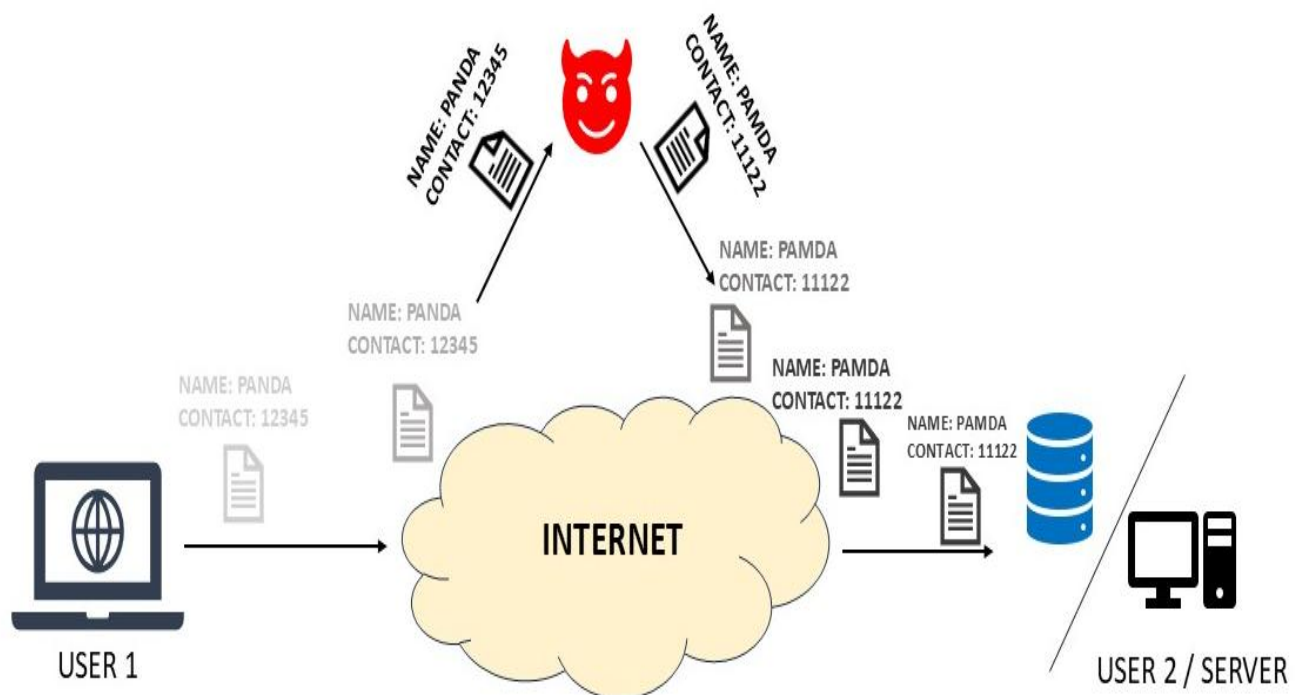 NAME: PANDA
CONTACT: 12345
NAME: PAMDA
CONTACT: 11122
NAME: PANDA
CONTACT: 12345
NAME: PANDA
CONTACT: 12345
NAME: PAMDA
CONTACT: 11122
NAME: PAMDA
CONTACT: 11122
NAME: PAMDA
CONTACT: 11122
INTERNET
USER 1
USER 2 / SERVER